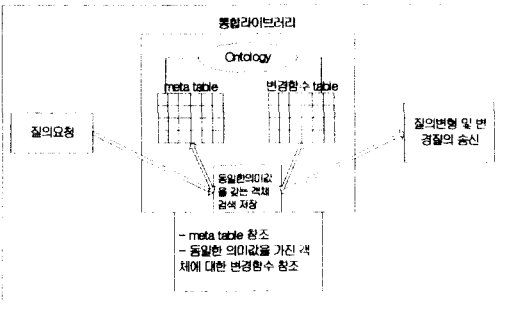 통합라이브러리
Ontology
meta table
변경함수 table
질의요청
질의변형 및 변
경질의 송신
동일한의미값
을 갖는 객체
검색 저장
- meta table 참조
- 동일한 의미값을 가진 객
체에 대한 변경함수 참조